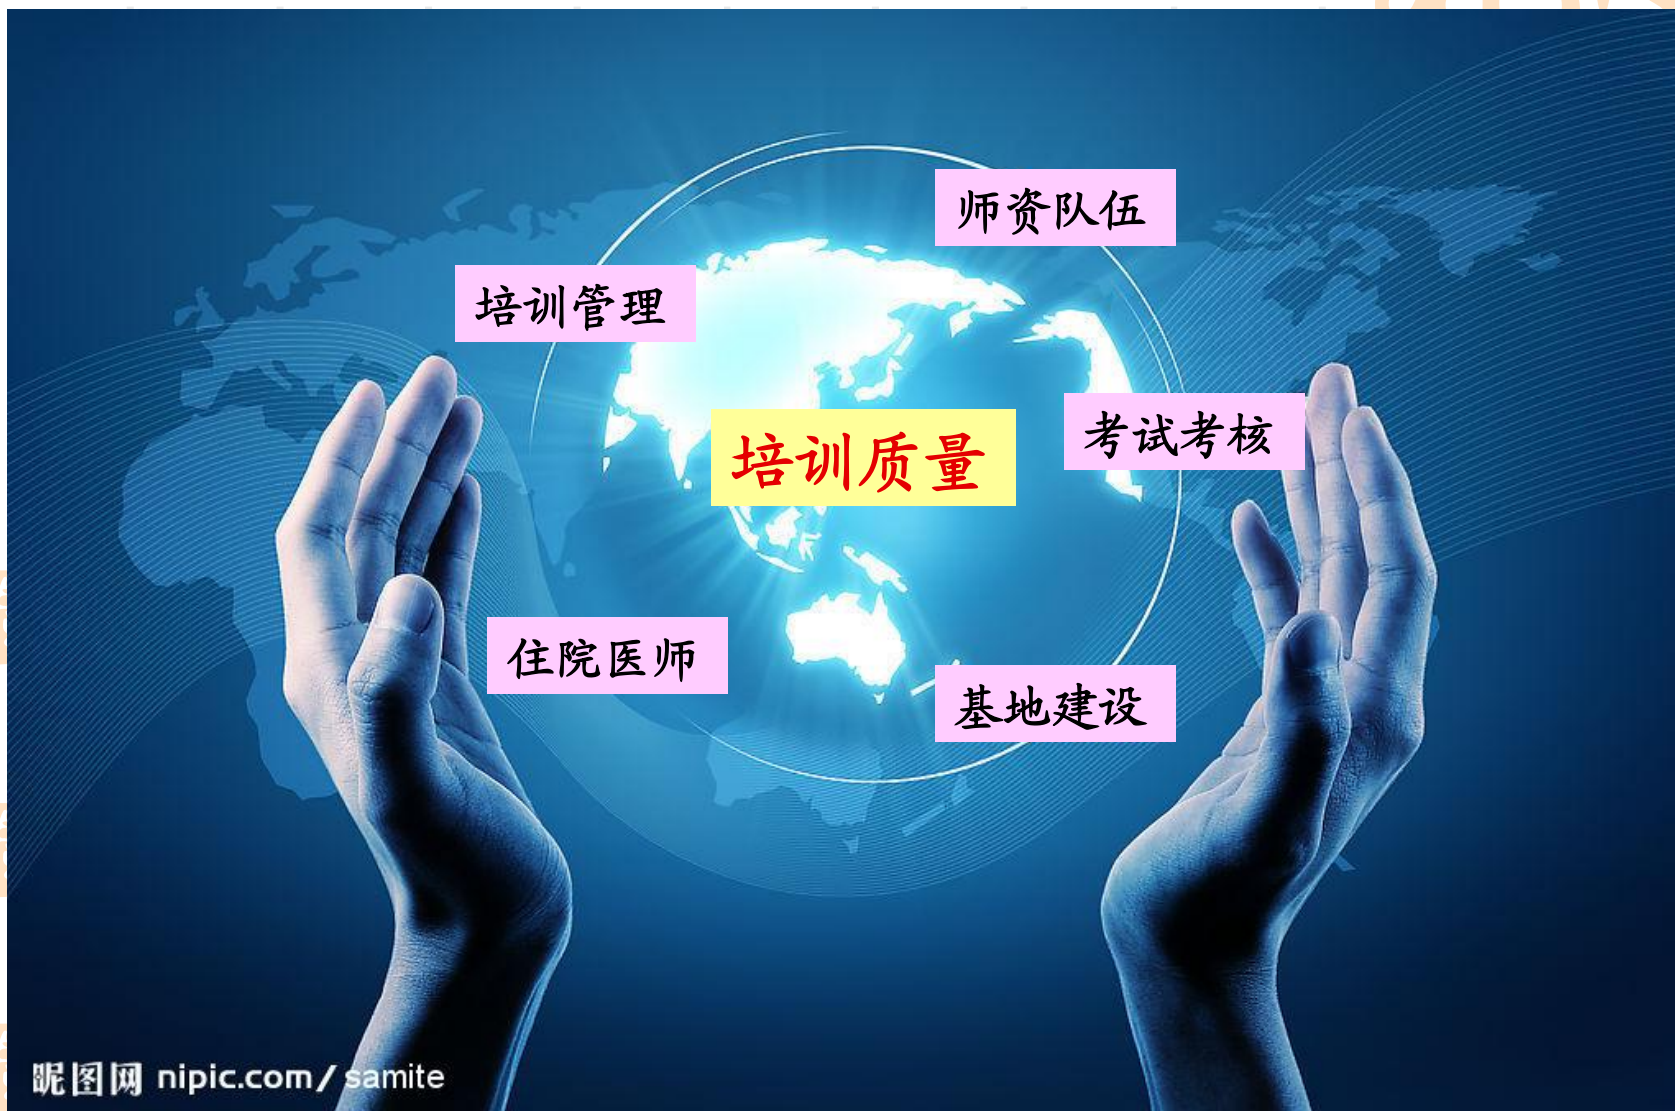 师资队伍
培训管理
考试考核
培训质量
住院医师
基地建设
昵图网 nipic.com/samite